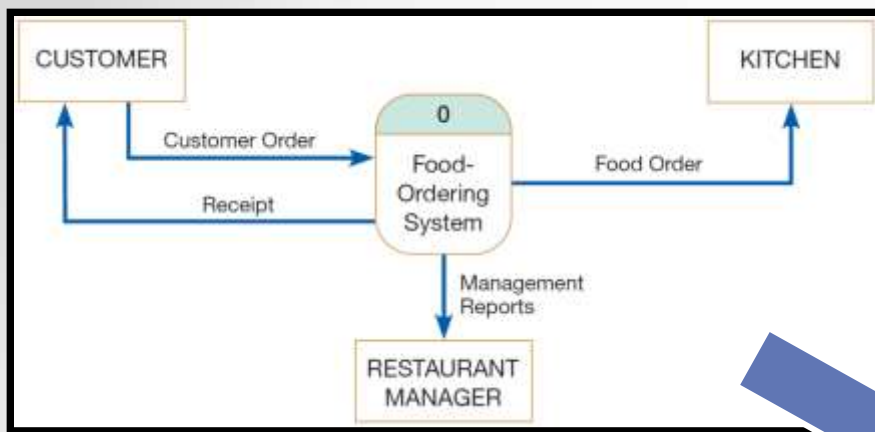 CUSTOMER
KITCHEN
0
Customer Order
Food-
Ordering
System
Food Order
Receipt
Management
Reports
RESTAURANT
MANAGER